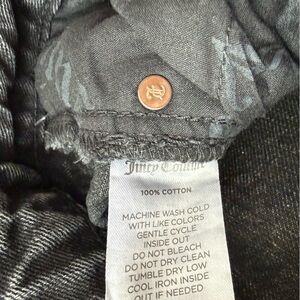 Juicy Couture
100% COTTON
MACHINE WASH COLD
WITH LIKE COLORS
GENTLE CYCLE
INSIDE OUT
DO NOT BLEACH
DO NOT DRY CLEAN
TUMBLE DRY LOW
COOL IRON INSIDE
OUT IF NEEDED